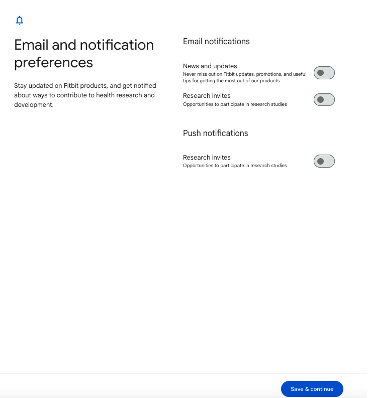 Email and notification
preferences
Stay updated on Fitbit products, and get notified
about ways to contribute to health research and
development.
Email notifications
News and updates
Never miss out on Fitbit updates, promotions, and useful
tips for getting the most out of our products
Research invites
Opportunities to participate in research studies
Push notifications
Research invites
Opportunities to participate in research studies
Save & continue